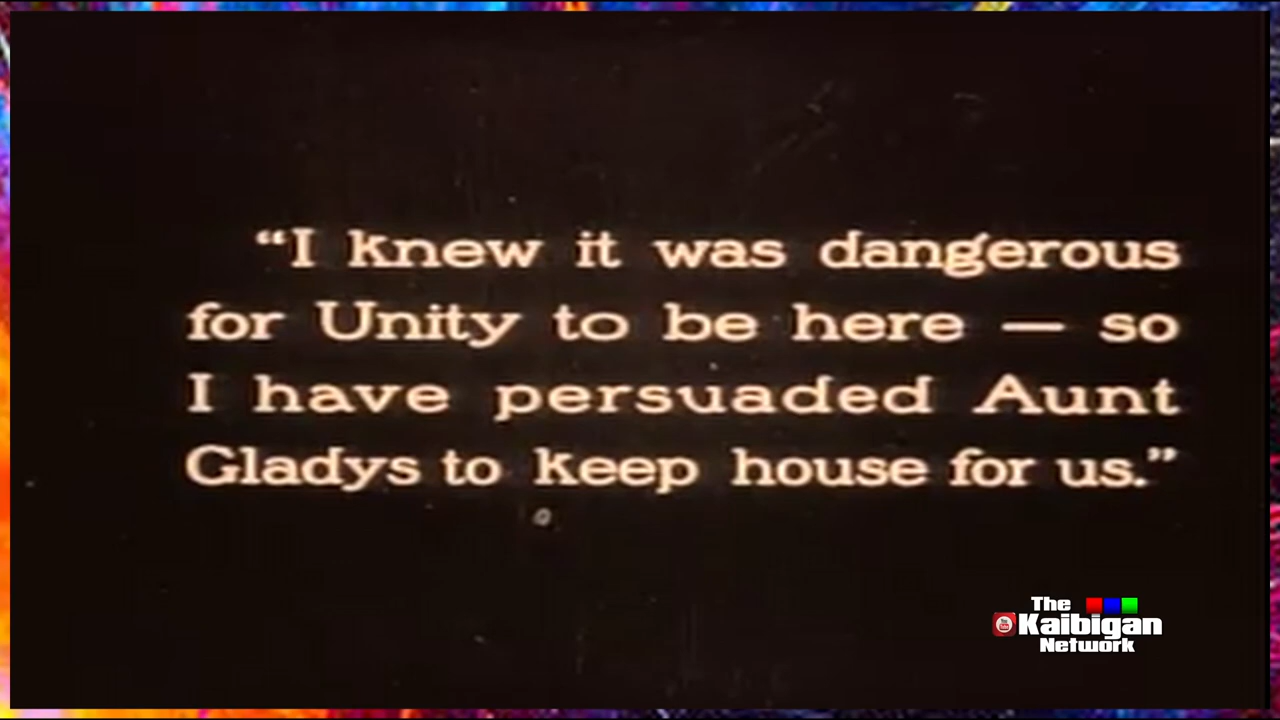 “I knew it was dangerous
for Unity to be here — so
I have persuaded Aunt
Gladys to keep house for us.”
The
Kaibigan
Network